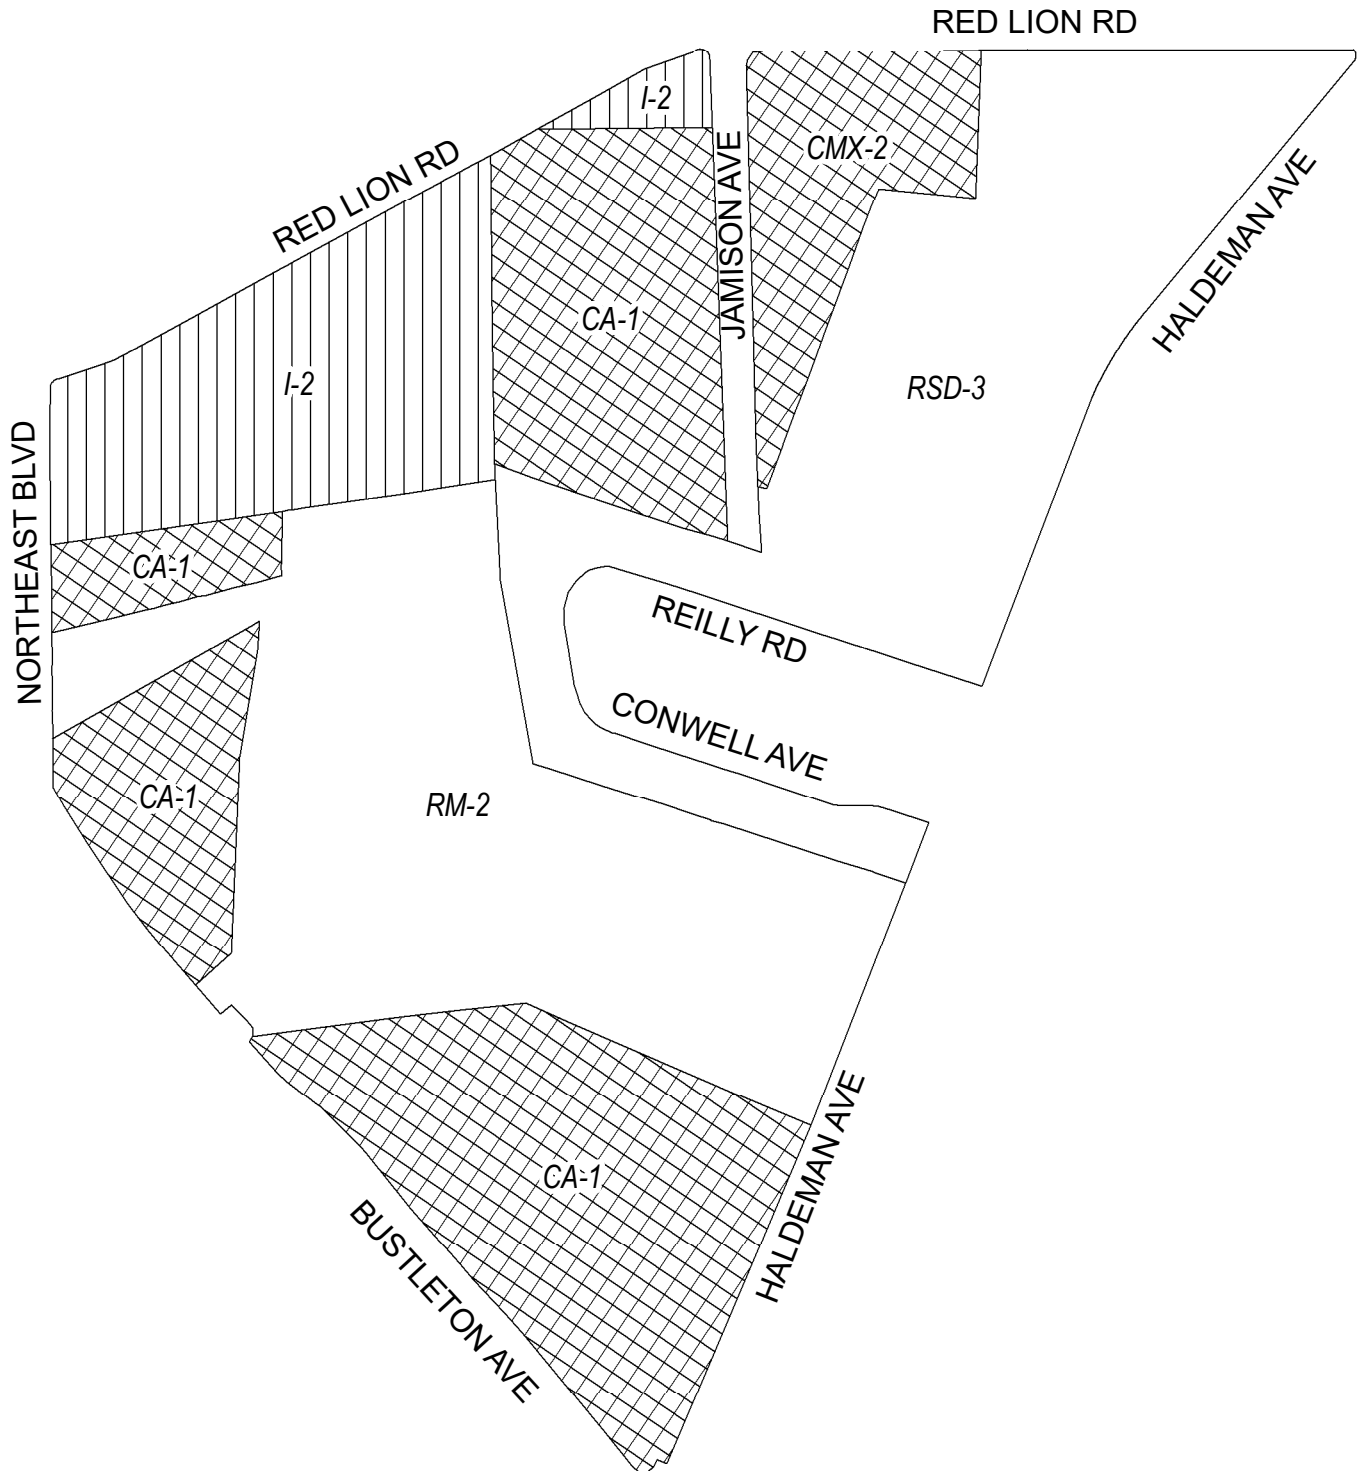 RED LION RD
I-2
CMX-2
JAMISON AVE
RED LION RD
HALDEMAN AVE
CA-1
I-2
RSD-3
NORTHEAST BLVD
CA-1
REILLY RD
CONWELL AVE
CA-1
RM-2
CA-1
HALDEMAN AVE
BUSTLETON AVE